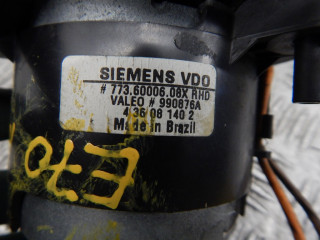 SIEMENS VDO
# 773.60006.08X RHD
VALEO # 990876A
4 36 08 140 2
Made in Brazil
E70